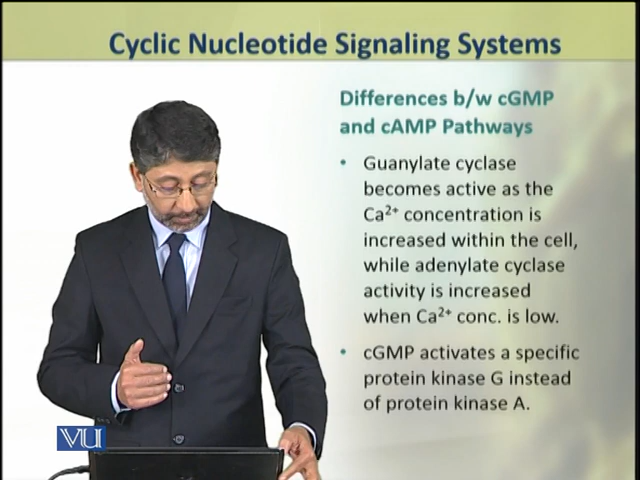 Cyclic Nucleotide Signaling Systems
Differences b/w cGMP
and cAMP Pathways
• Guanylate cyclase
becomes active as the
Ca²⁺ concentration is
increased within the cell,
while adenylate cyclase
activity is increased
when Ca²⁺ conc. is low.
• cGMP activates a specific
protein kinase G instead
of protein kinase A.
VU